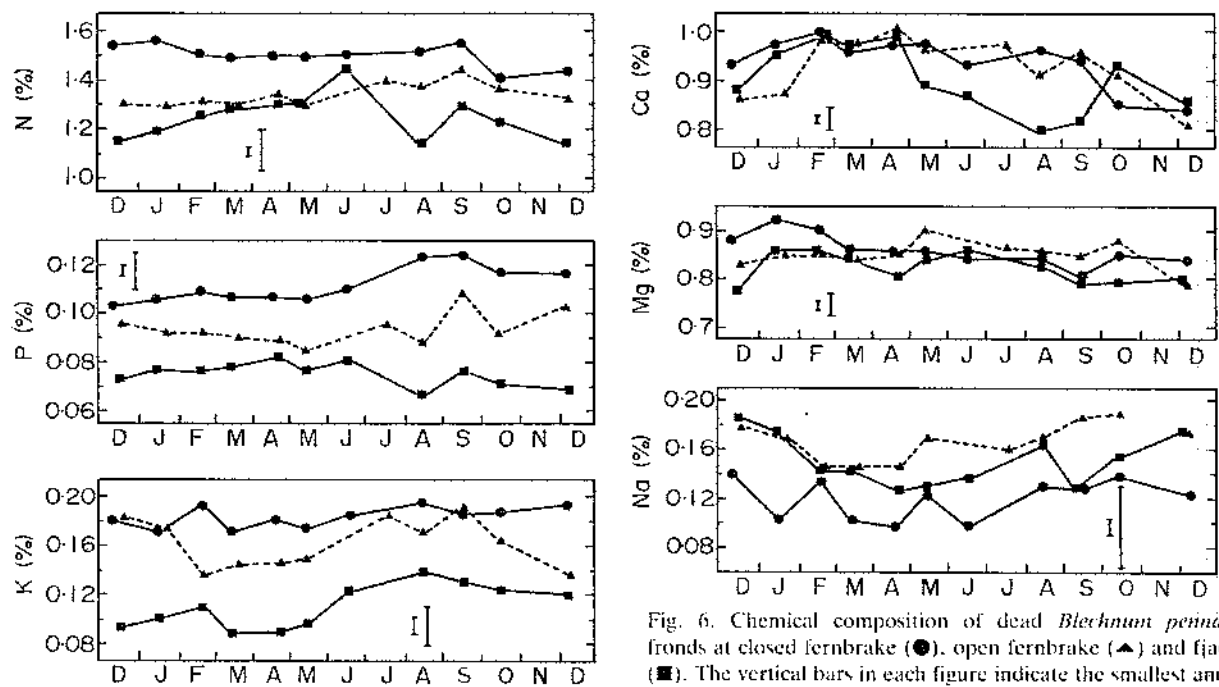 1·6
1·4
1·2
1·0
N (%)
D J F M A M J J A S O N D
0·12
0·10
0·08
0·06
P (%)
D J F M A M J J A S O N D
0·20
0·16
0·12
0·08
K (%)
D J F M A M J J A S O N D
1·0
0·9
0·8
Ca (%)
D J F M A M J J A S O N D
0·9
0·8
0·7
Mg (%)
D J F M A M J J A S O N D
0·20
0·16
0·12
0·08
Na (%)
D J F M A M J J A S O N D
Fig. 6. Chemical composition of dead Blechnum penna
fronds at closed fernbrake (●), open fernbrake (▲) and fja
(■). The vertical bars in each figure indicate the smallest and